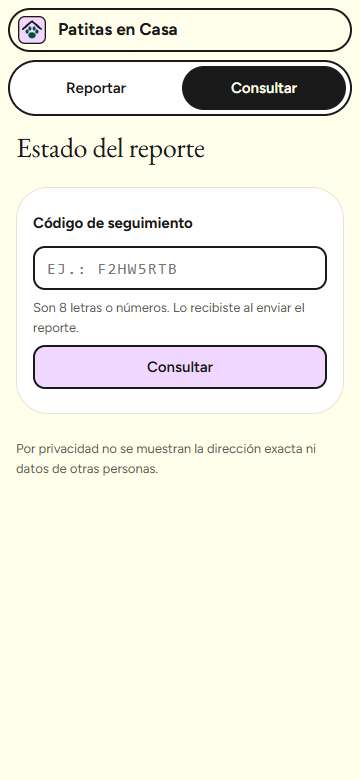 Patitas en Casa
Reportar
Consultar
Estado del reporte
Código de seguimiento
EJ.: F2HW5RTB
Son 8 letras o números. Lo recibiste al enviar el
reporte.
Consultar
Por privacidad no se muestran la dirección exacta ni
datos de otras personas.